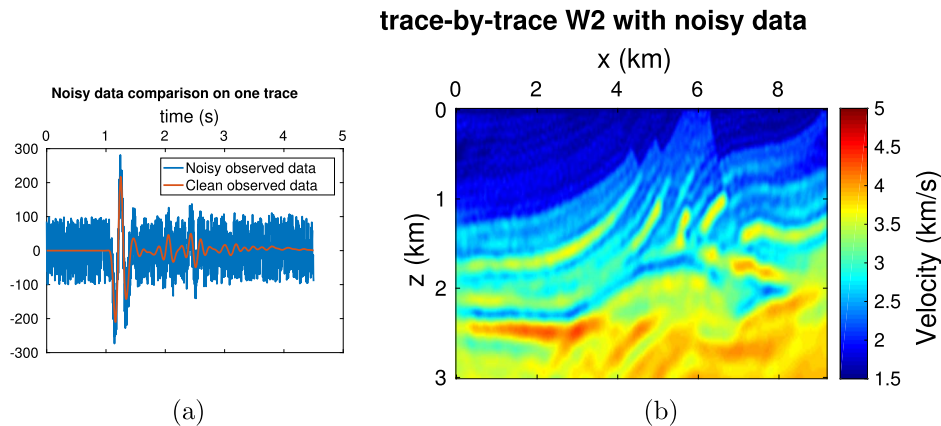 trace-by-trace W2 with noisy data
Noisy data comparison on one trace
time (s)
0 1 2 3 4 5
300
200
100
0
-100
-200
-300
Noisy observed data
Clean observed data
(a)
x (km)
0 2 4 6 8
0
1
2
3
z (km)
5
4.5
4
3.5
3
2.5
2
1.5
Velocity (km/s)
(b)